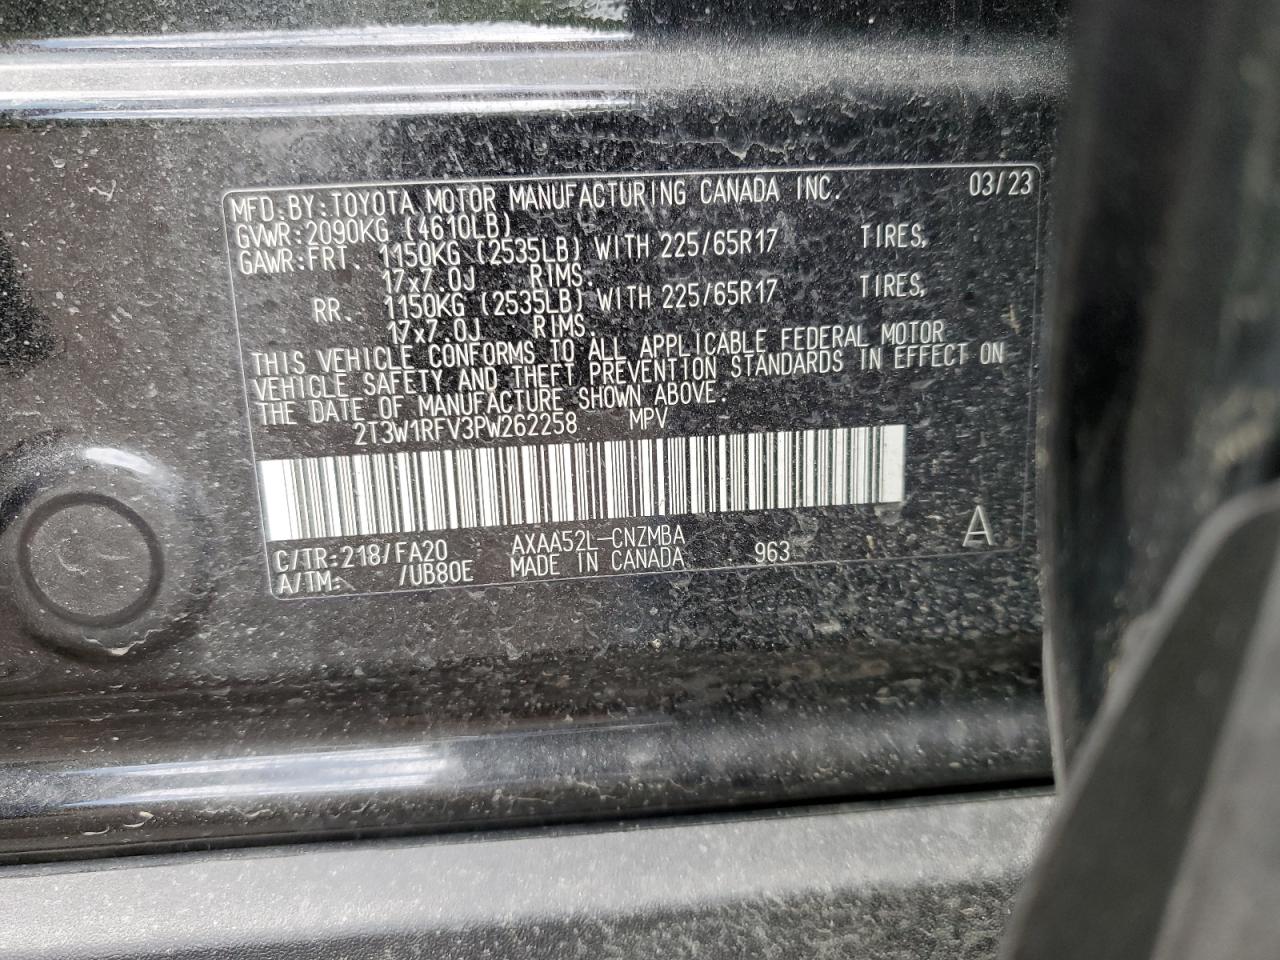 MFD.BY:TOYOTA MOTOR MANUFACTURING CANADA INC. 03/23
GVWR:2090KG (4610LB)
GAWR:FRT. 1150KG (2535LB) WITH 225/65R17 TIRES,
17x7.0J RIMS.
RR. 1150KG (2535LB) WITH 225/65R17 TIRES,
17x7.0J RIMS.
THIS VEHICLE CONFORMS TO ALL APPLICABLE FEDERAL MOTOR
VEHICLE SAFETY AND THEFT PREVENTION STANDARDS IN EFFECT ON
THE DATE OF MANUFACTURE SHOWN ABOVE.
2T3W1RFV3PW262258 MPV
C/TR:218/FA20 AXAA52L-CNZMBA 963 A
A/TM: /UB80E MADE IN CANADA